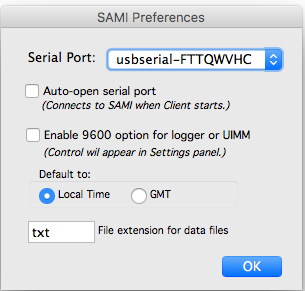 SAMI Preferences
Serial Port: usbserial-FTTQWVHC
Auto-open serial port
(Connects to SAMI when Client starts.)
Enable 9600 option for logger or UIMM
(Control wil appear in Settings panel.)
Default to:
Local Time GMT
txt File extension for data files
OK